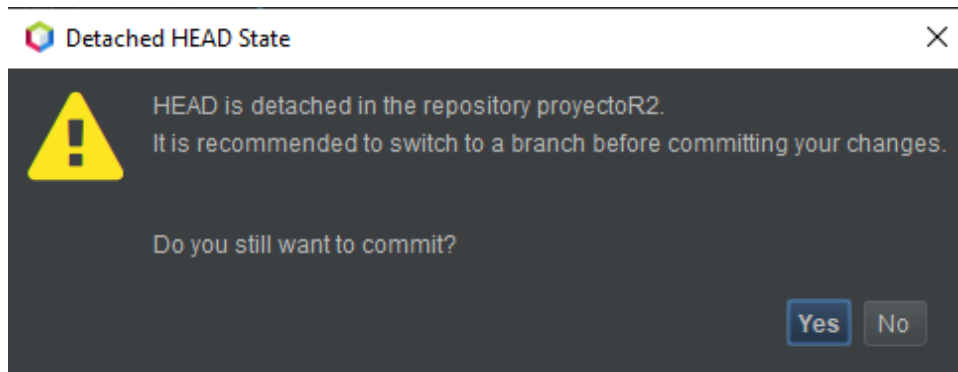 Detached HEAD State
HEAD is detached in the repository proyectoR2.
It is recommended to switch to a branch before committing your changes.
Do you still want to commit?
Yes No